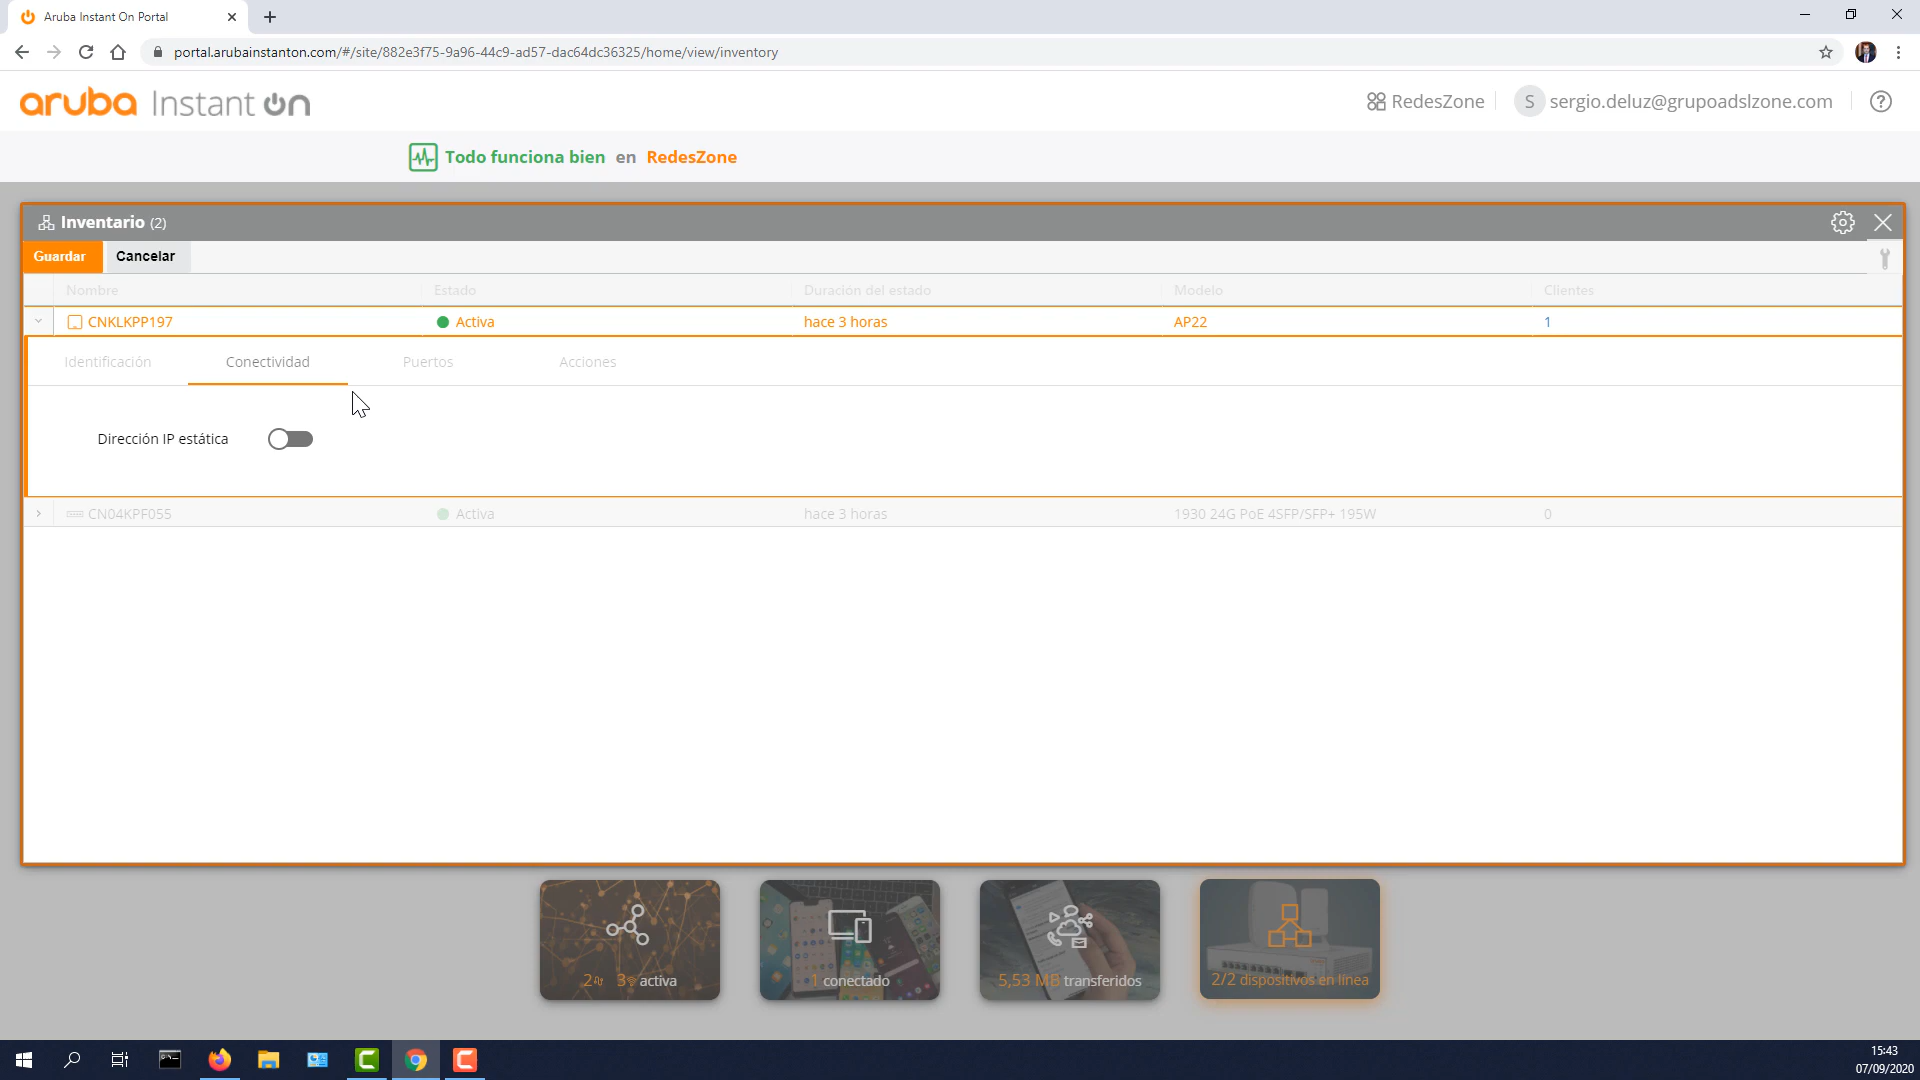 Aruba Instant On Portal
portal.arubainstanton.com/#/site/882e3f75-9a96-44c9-ad57-dac64dc36325/home/view/inventory
aruba Instant On
RedesZone
S sergio.deluz@grupoadslzone.com
?
Todo funciona bien en RedesZone
Inventario (2)
Guardar Cancelar
Nombre Estado Duración del estado Modelo Clientes
CNKLKPP197 Activa hace 3 horas AP22 1
Identificación Conectividad Puertos Acciones
Dirección IP estática
CN04KPF055 Activa hace 3 horas 1930 24G PoE 4SFP/SFP+ 195W 0
2 3 activa
1 conectado
5,53 MB transferidos
2/2 dispositivos en línea
15:43
07/09/2020